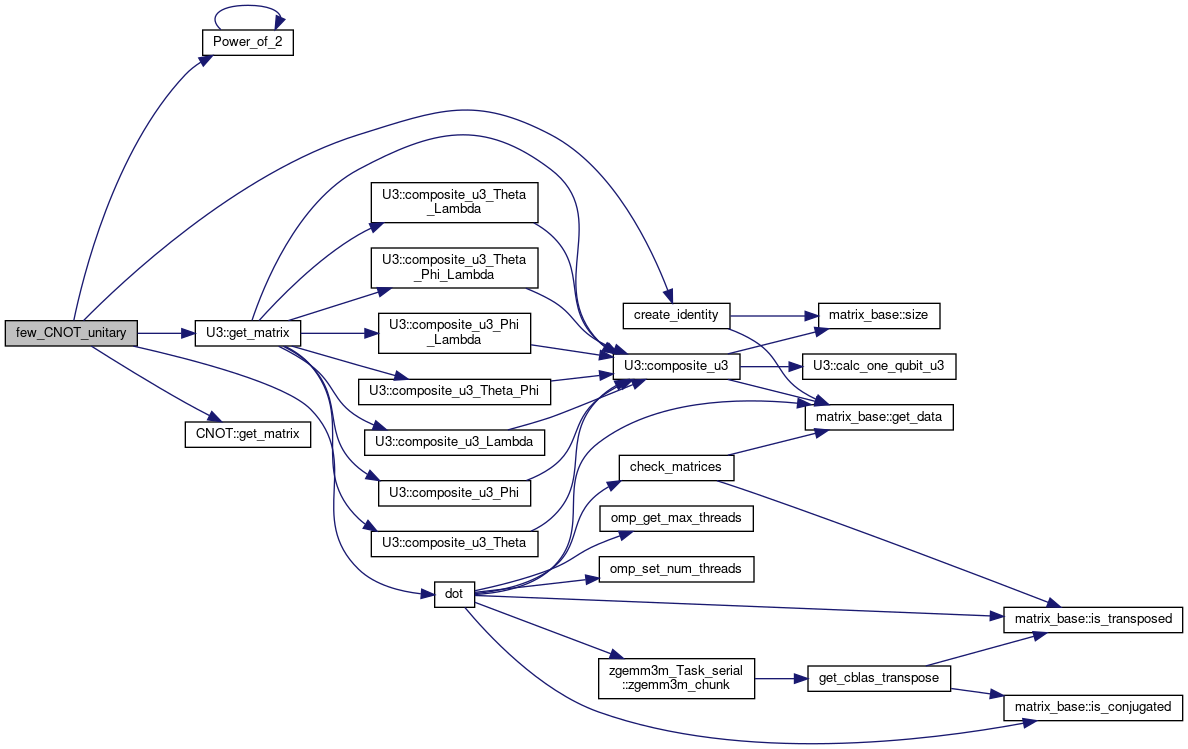 Power_of_2
few_CNOT_unitary
U3::get_matrix
CNOT::get_matrix
U3::composite_u3_Theta
_Lambda
U3::composite_u3_Theta
_Phi_Lambda
U3::composite_u3_Phi
_Lambda
U3::composite_u3_Theta_Phi
U3::composite_u3_Lambda
U3::composite_u3_Phi
U3::composite_u3_Theta
dot
create_identity
U3::composite_u3
check_matrices
omp_get_max_threads
omp_set_num_threads
zgemm3m_Task_serial
::zgemm3m_chunk
matrix_base::size
U3::calc_one_qubit_u3
matrix_base::get_data
get_cblas_transpose
matrix_base::is_transposed
matrix_base::is_conjugated